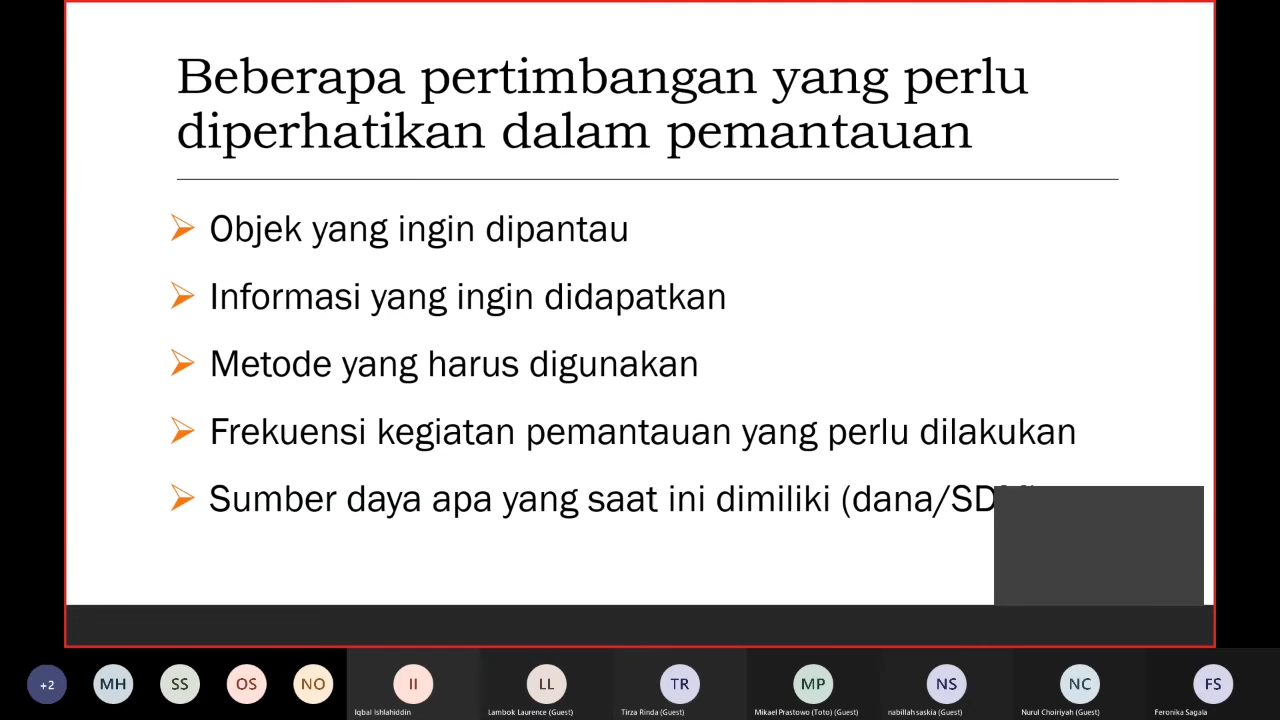 Beberapa pertimbangan yang perlu
diperhatikan dalam pemantauan
Objek yang ingin dipantau
Informasi yang ingin didapatkan
Metode yang harus digunakan
Frekuensi kegiatan pemantauan yang perlu dilakukan
Sumber daya apa yang saat ini dimiliki (dana/
+2
MH
SS
OS
NO
II
LL
TR
MP
NS
NC
FS
Iqbal Ishlahiddin
Lambok Laurence (Guest)
Tirza Rinda (Guest)
Mikael Prastowo (Toto) (Guest)
nabillah saskia (Guest)
Nurul Choiriyah (Guest)
Feronika Sagala